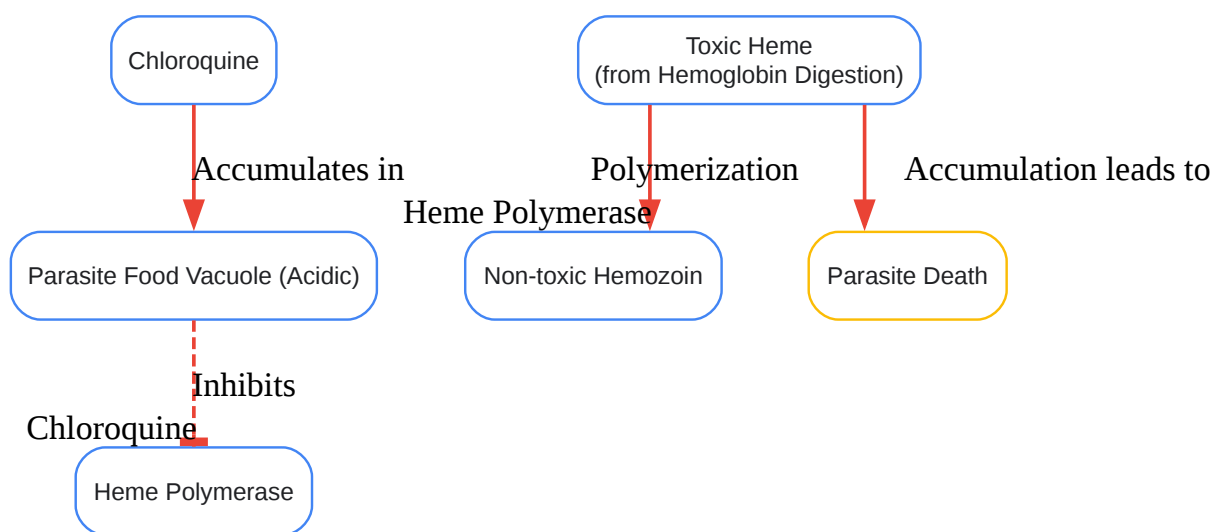 Chloroquine
Toxic Heme
(from Hemoglobin Digestion)
Accumulates in
Polymerization
Heme Polymerase
Accumulation leads to
Parasite Food Vacuole (Acidic)
Non-toxic Hemozoin
Parasite Death
Inhibits
Chloroquine
Heme Polymerase